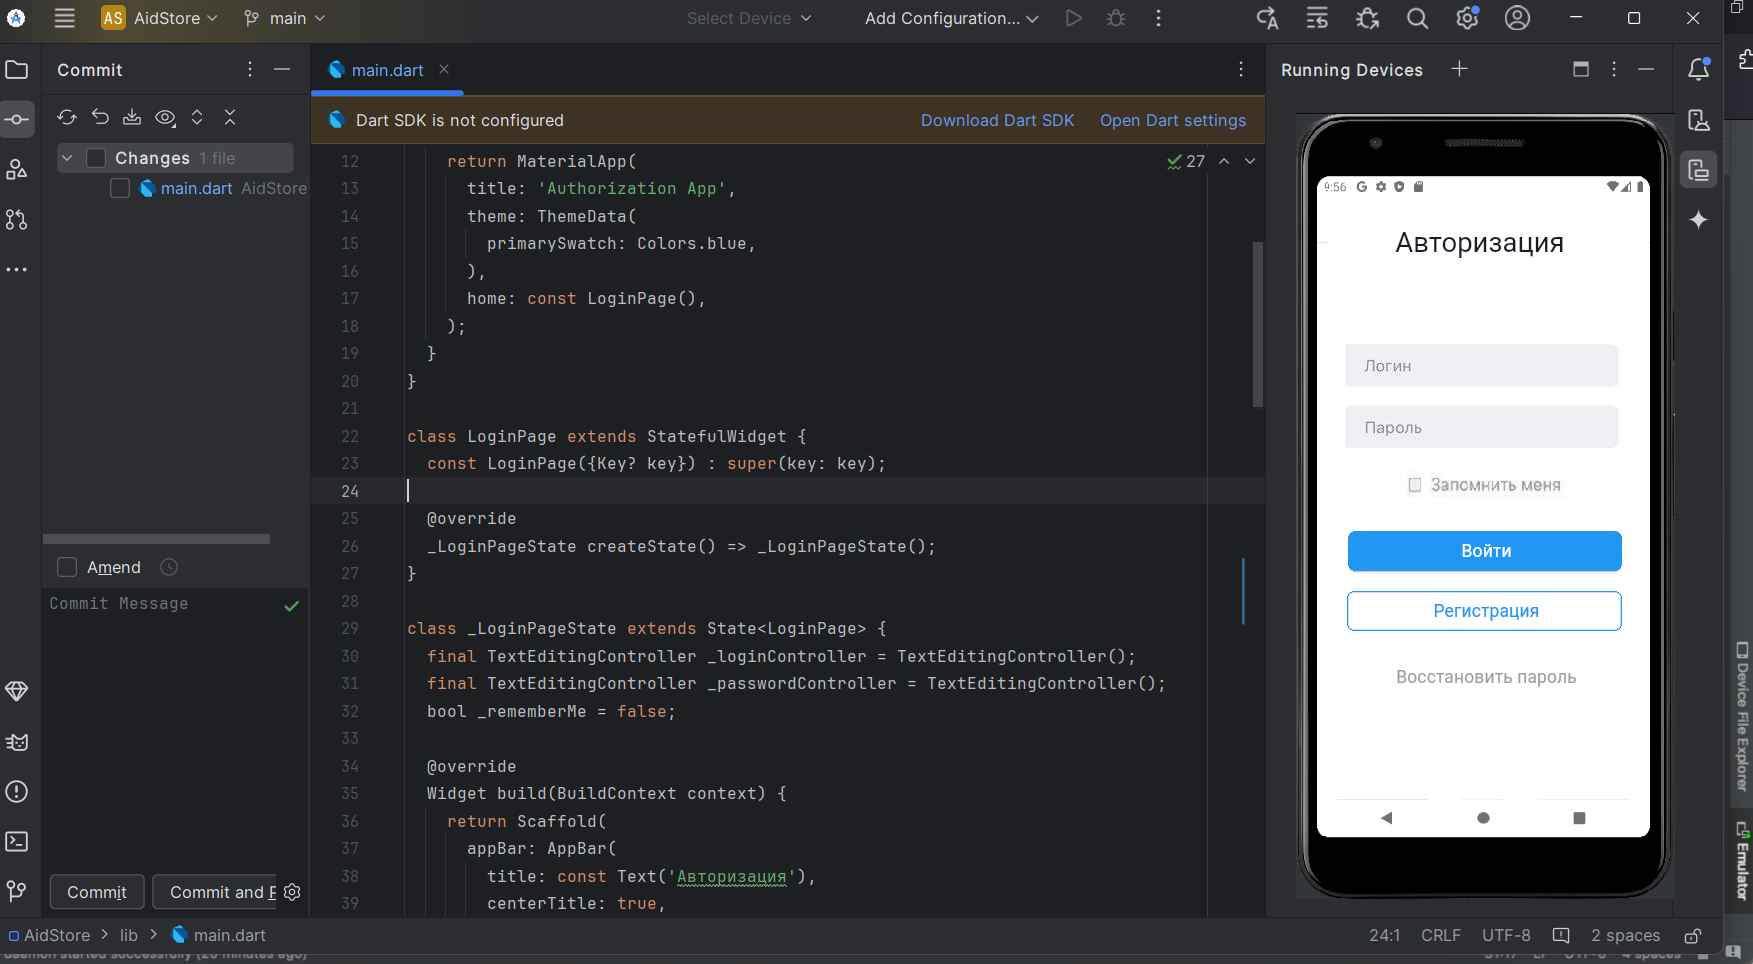 AS AidStore main Select Device Add Configuration...
Commit
main.dart
Running Devices
Dart SDK is not configured Download Dart SDK Open Dart settings
Changes 1 file
main.dart AidStore
Amend
Commit Message
Commit Commit and P
27
12 return MaterialApp(
13 title: 'Authorization App',
14 theme: ThemeData(
15 primarySwatch: Colors.blue,
16 ),
17 home: const LoginPage(),
18 );
19 }
20 }
21
22 class LoginPage extends StatefulWidget {
23 const LoginPage({Key? key}) : super(key: key);
24
25 @override
26 _LoginPageState createState() => _LoginPageState();
27 }
28
29 class _LoginPageState extends State<LoginPage> {
30 final TextEditingController _loginController = TextEditingController();
31 final TextEditingController _passwordController = TextEditingController();
32 bool _rememberMe = false;
33
34 @override
35 Widget build(BuildContext context) {
36 return Scaffold(
37 appBar: AppBar(
38 title: const Text('Авторизация'),
39 centerTitle: true,
9:56
Авторизация
Логин
Пароль
Запомнить меня
Войти
Регистрация
Восстановить пароль
Device File Explorer
Emulator
AidStore > lib > main.dart
24:1 CRLF UTF-8 2 spaces
daemon started successfully (20 minutes ago)